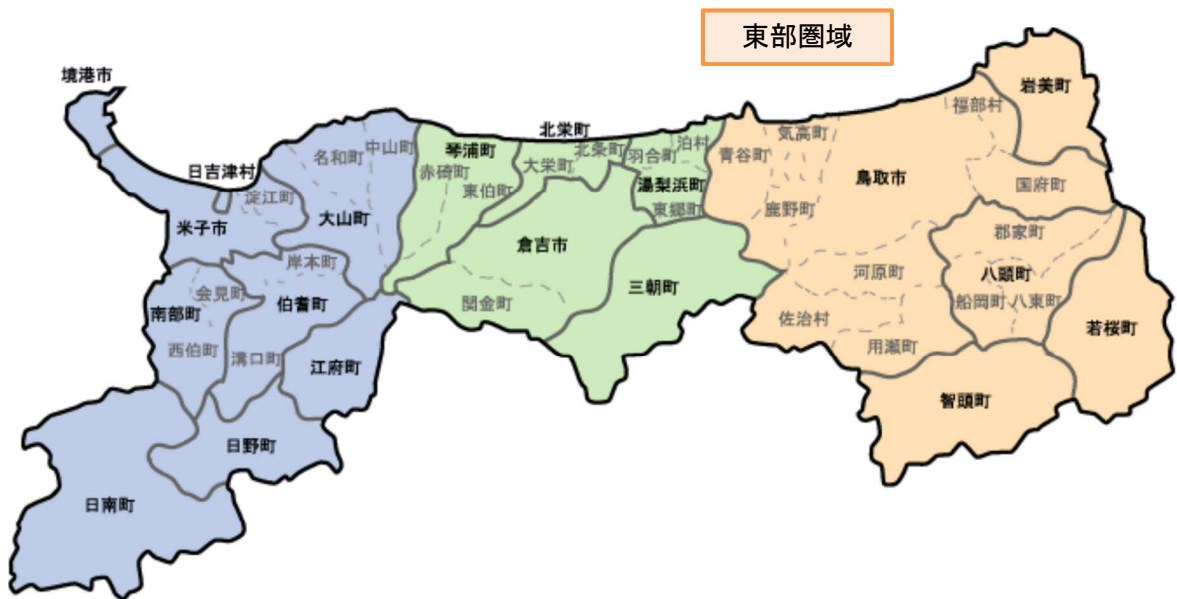 東部圏域
境港市
岩美町
福部村
北栄町
気高町
中山町
琴浦町
北条町
泊村
名和町
大栄町
羽合町
青谷町
日吉津村
赤碕町
鳥取市
淀江町
東伯町
湯梨浜町
国府町
大山町
東郷町
鹿野町
米子市
郡家町
倉吉市
岸本町
河原町
八頭町
会見町
三朝町
伯耆町
関金町
船岡町
八東町
南部町
佐治村
若桜町
西伯町
溝口町
用瀬町
江府町
智頭町
日野町
日南町